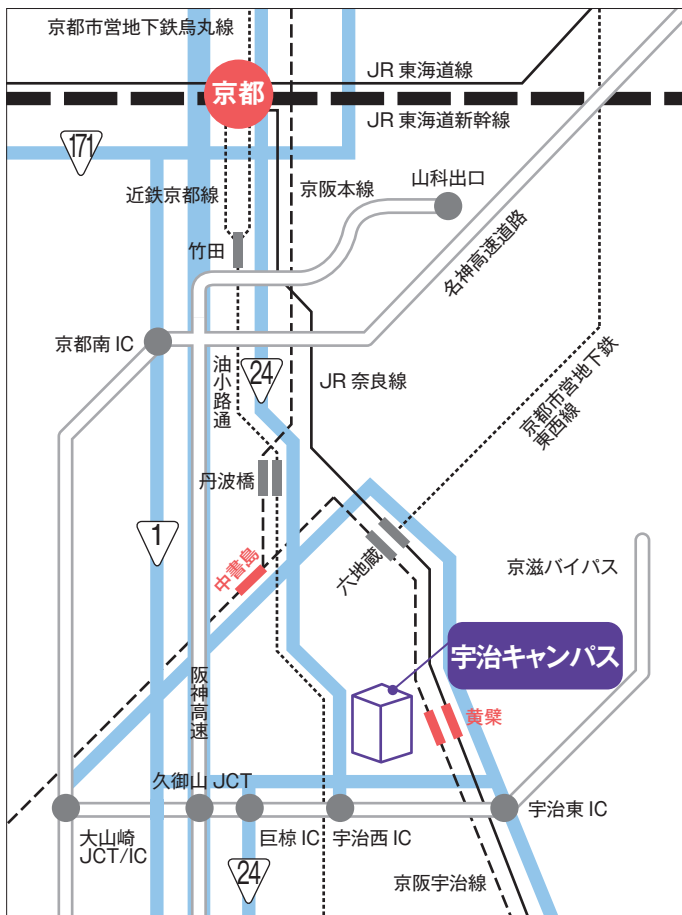 京都市営地下鉄烏丸線
JR 東海道線
京都
JR 東海道新幹線
171
近鉄京都線
京阪本線
山科出口
竹田
名神高速道路
京都南 IC
油小路通
24
JR 奈良線
京都市営地下鉄
東西線
丹波橋
1
中書島
六地蔵
京滋バイパス
宇治キャンパス
阪神高速
黄檗
久御山 JCT
大山崎
JCT/IC
巨椋 IC
宇治西 IC
宇治東 IC
24
京阪宇治線